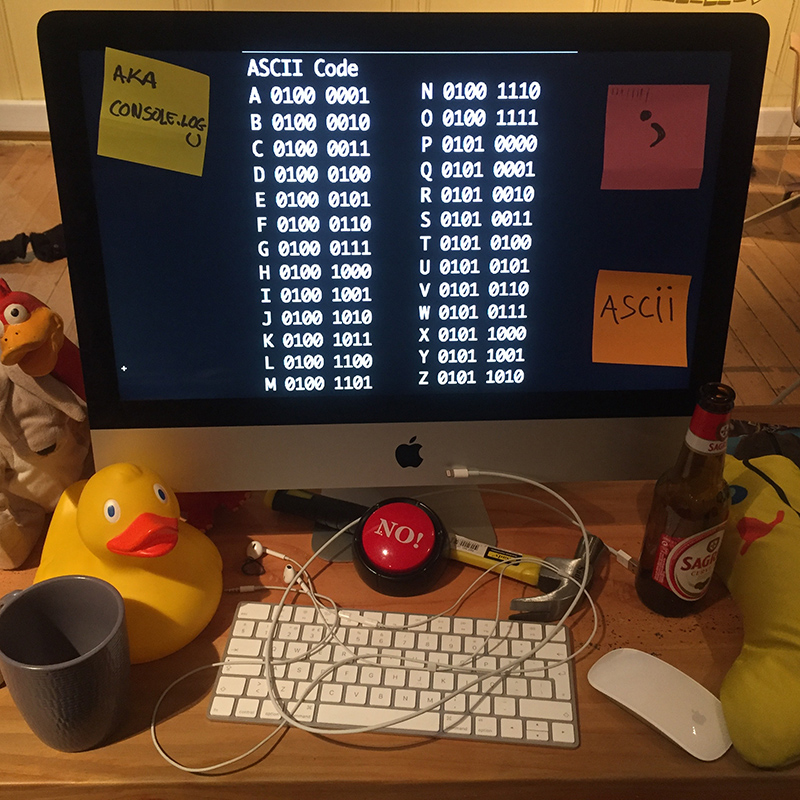 AKA
CONSOLE.LOG
ASCII Code
A 0100 0001
B 0100 0010
C 0100 0011
D 0100 0100
E 0100 0101
F 0100 0110
G 0100 0111
H 0100 1000
I 0100 1001
J 0100 1010
K 0100 1011
L 0100 1100
M 0100 1101
N 0100 1110
O 0100 1111
P 0101 0000
Q 0101 0001
R 0101 0010
S 0101 0011
T 0101 0100
U 0101 0101
V 0101 0110
W 0101 0111
X 0101 1000
Y 0101 1001
Z 0101 1010
;
ASCii
NO!